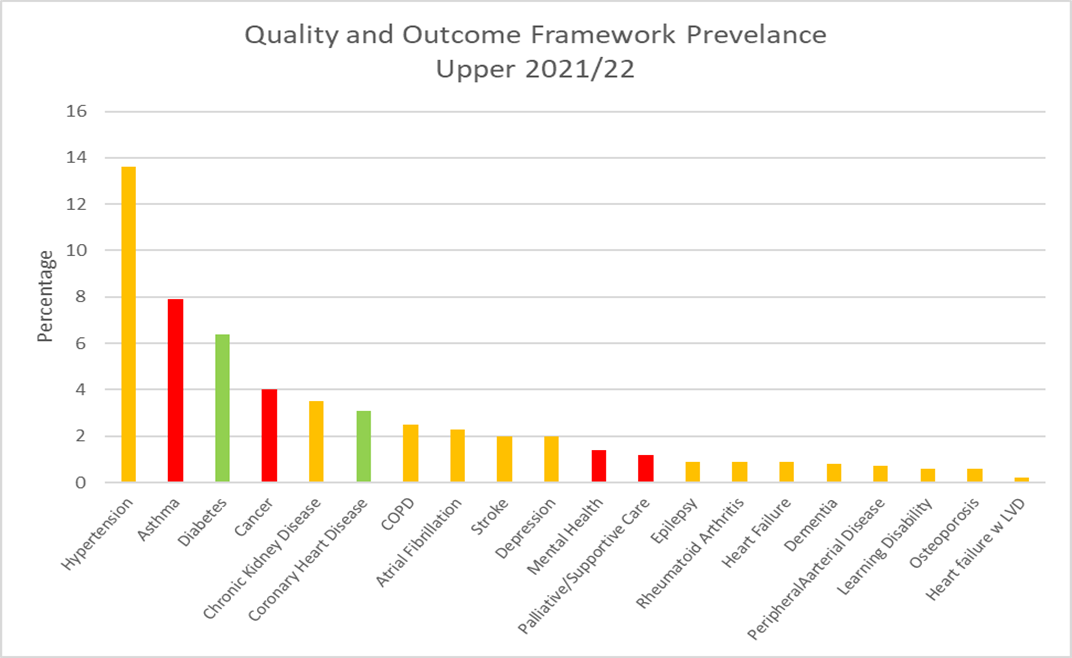 Quality and Outcome Framework Prevelance
Upper 2021/22
Percentage
16
14
12
10
8
6
4
2
0
Hypertension
Asthma
Diabetes
Cancer
Chronic Kidney Disease
Coronary Heart Disease
COPD
Atrial Fibrillation
Stroke
Depression
Mental Health
Palliative/Supportive Care
Epilepsy
Rheumatoid Arthritis
Heart Failure
Dementia
PeripheralAarterial Disease
Learning Disability
Osteoporosis
Heart failure w LVD